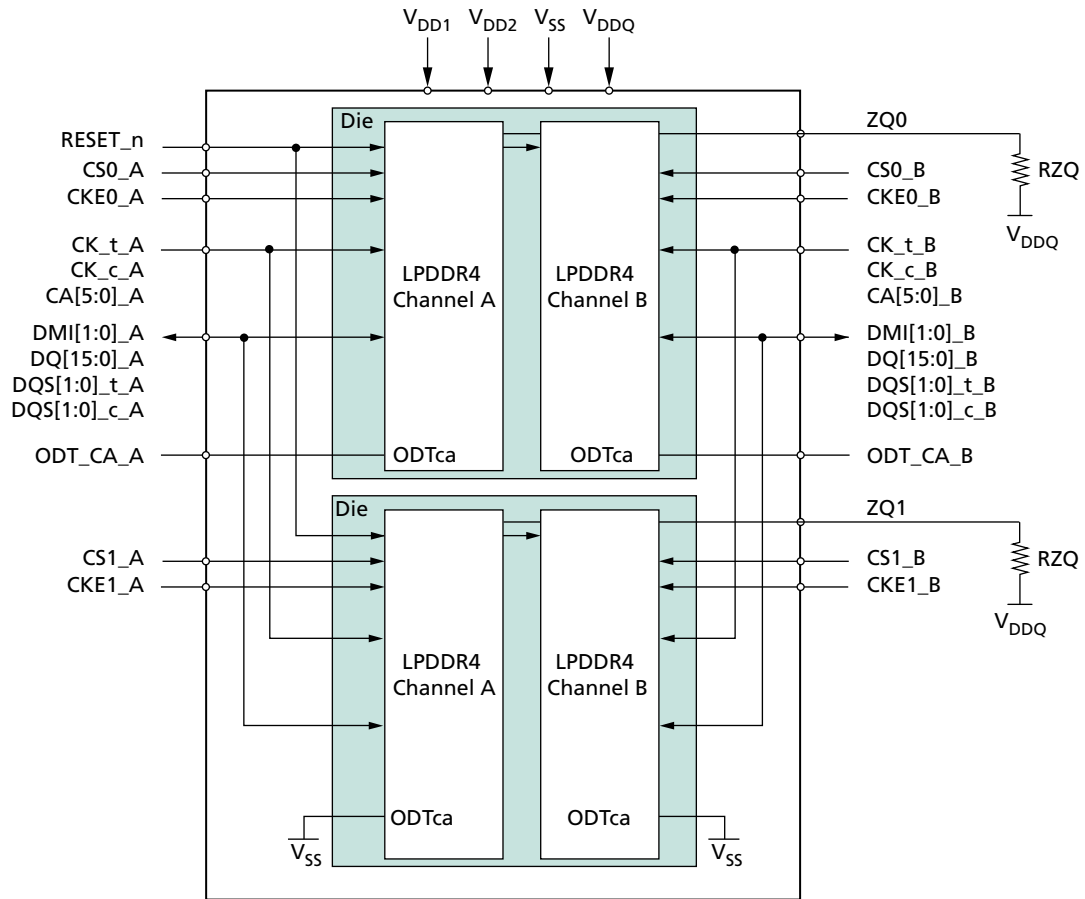 VDD1 VDD2 VSS VDDQ
Die
RESET_n
CS0_A
CKE0_A
CK_t_A
CK_c_A
CA[5:0]_A
DMI[1:0]_A
DQ[15:0]_A
DQS[1:0]_t_A
DQS[1:0]_c_A
ODT_CA_A
LPDDR4
Channel A
ODTca
LPDDR4
Channel B
ODTca
ZQ0
RZQ
VDDQ
CS0_B
CKE0_B
CK_t_B
CK_c_B
CA[5:0]_B
DMI[1:0]_B
DQ[15:0]_B
DQS[1:0]_t_B
DQS[1:0]_c_B
ODT_CA_B
Die
CS1_A
CKE1_A
LPDDR4
Channel A
ODTca
VSS
LPDDR4
Channel B
ODTca
VSS
ZQ1
RZQ
VDDQ
CS1_B
CKE1_B